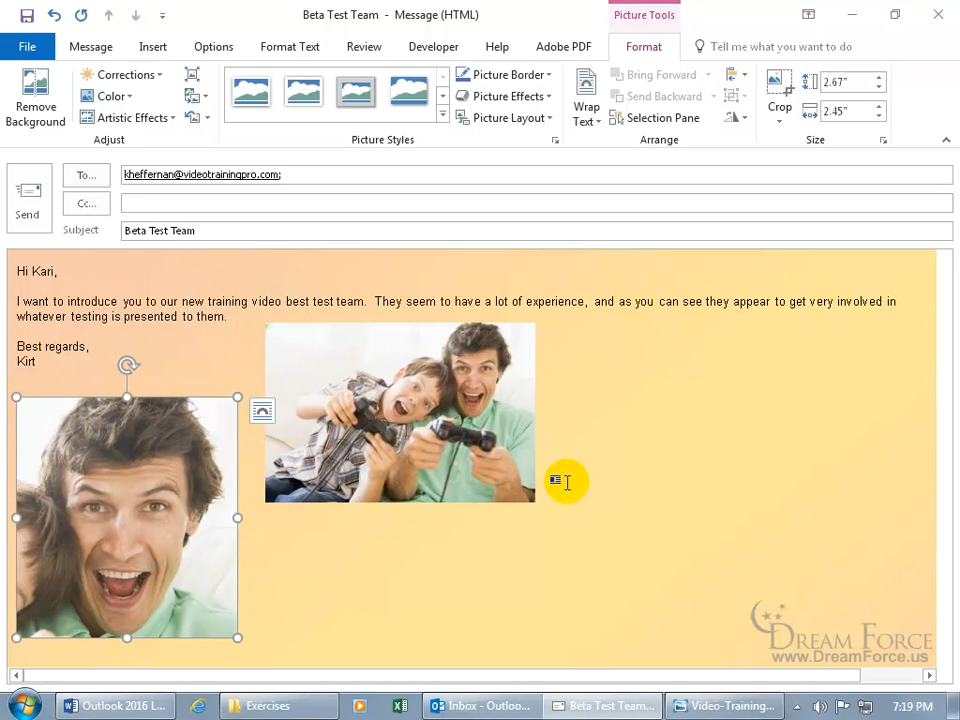 Beta Test Team - Message (HTML)
Picture Tools
File
Message
Insert
Options
Format Text
Review
View
Developer
Help
Adobe PDF
Format
Tell me what you want to do
Remove
Background
Corrections
Color
Artistic Effects
Adjust
Picture Styles
Picture Border
Picture Effects
Picture Layout
Wrap
Text
Bring Forward
Send Backward
Selection Pane
Arrange
Crop
2.67"
2.45"
Size
Send
To...
kheffernan@videotrainingpro.com;
Cc...
Subject
Beta Test Team
Hi Kari,
I want to introduce you to our new training video best test team. They seem to have a lot of experience, and as you can see they appear to get very involved in
whatever testing is presented to them.
Best regards,
Kirt
DREAM FORCE
www.DreamForce.us
Outlook 2016 L...
Exercises
Inbox - Outloo...
Beta Test Team...
Video-Training...
7:19 PM